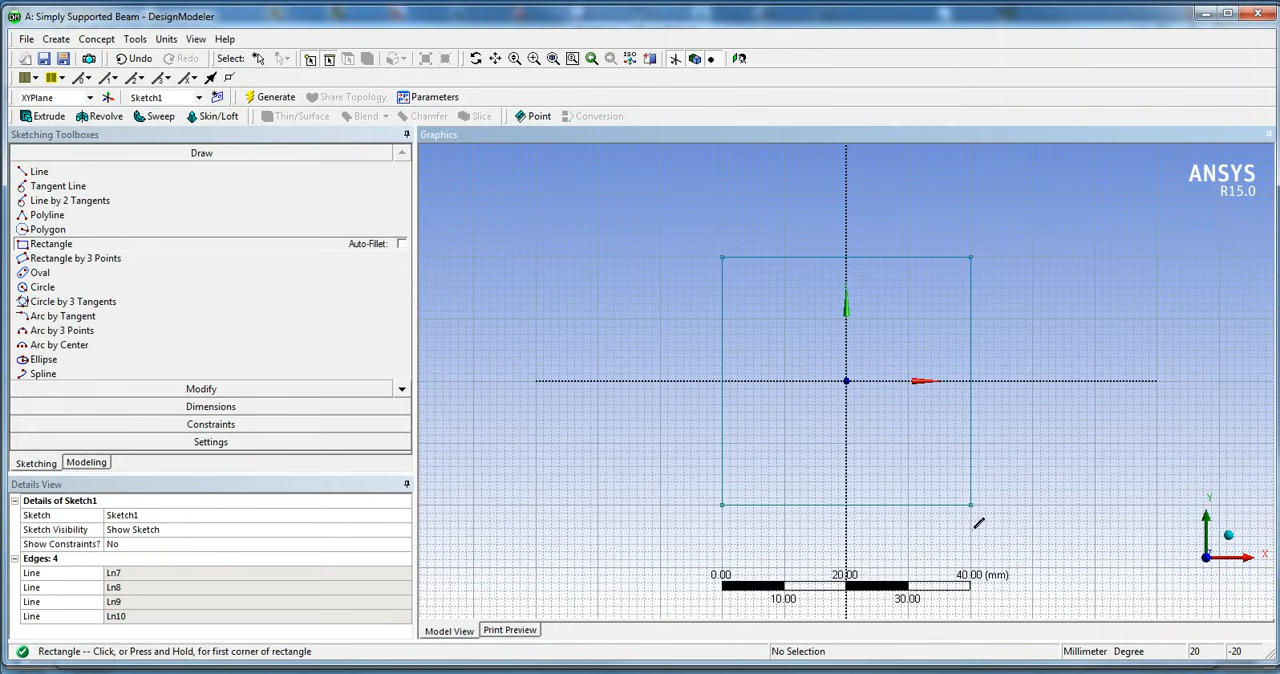 A: Simply Supported Beam - DesignModeler
File Create Concept Tools Units View Help
Undo Redo Select:
XYPlane Sketch1 Generate Share Topology Parameters
Extrude Revolve Sweep Skin/Loft Thin/Surface Blend Chamfer Slice Point Conversion
Sketching Toolboxes
Draw
Line
Tangent Line
Line by 2 Tangents
Polyline
Polygon
Rectangle Auto-Fillet:
Rectangle by 3 Points
Oval
Circle
Circle by 3 Tangents
Arc by Tangent
Arc by 3 Points
Arc by Center
Ellipse
Spline
Modify
Dimensions
Constraints
Settings
Sketching Modeling
Details View
Details of Sketch1
Sketch Sketch1
Sketch Visibility Show Sketch
Show Constraints? No
Edges: 4
Line Ln7
Line Ln8
Line Ln9
Line Ln10
Graphics
ANSYS
R15.0
Y
X
0.00 20.00 40.00 (mm)
10.00 30.00
Model View Print Preview
Rectangle -- Click, or Press and Hold, for first corner of rectangle No Selection Millimeter Degree 20 -20